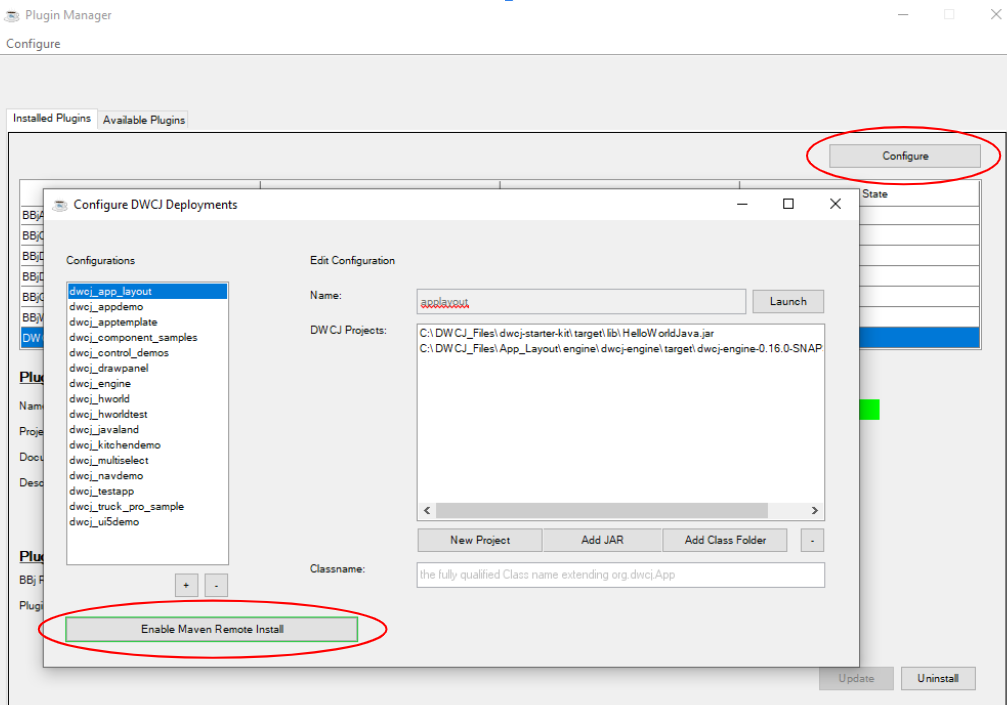 Plugin Manager
Configure
Installed Plugins
Available Plugins
Configure
State
BBj
BBj
BBj
BBj
BBj
BBj
DW
Configure DWCJ Deployments
Configurations
dwcj_app_layout
dwcj_appdemo
dwcj_apptemplate
dwcj_component_samples
dwcj_control_demos
dwcj_drawpanel
dwcj_engine
dwcj_hworld
dwcj_hworldtest
dwcj_javaland
dwcj_kitchendemo
dwcj_multiselect
dwcj_navdemo
dwcj_testapp
dwcj_truck_pro_sample
dwcj_ui5demo
+ -
Enable Maven Remote Install
Edit Configuration
Name:
applayout
Launch
DWCJ Projects:
C:\DWCJ_Files\dwcj-starter-kit\target\lib\HelloWorldJava.jar
C:\DWCJ_Files\App_Layout\engine\dwcj-engine\target\dwcj-engine-0.16.0-SNAP
New Project
Add JAR
Add Class Folder
-
Classname:
the fully qualified Class name extending org.dwcj.App
Plu
Nam
Proje
Docu
Desc
Plu
BBj
Plugi
Update
Uninstall